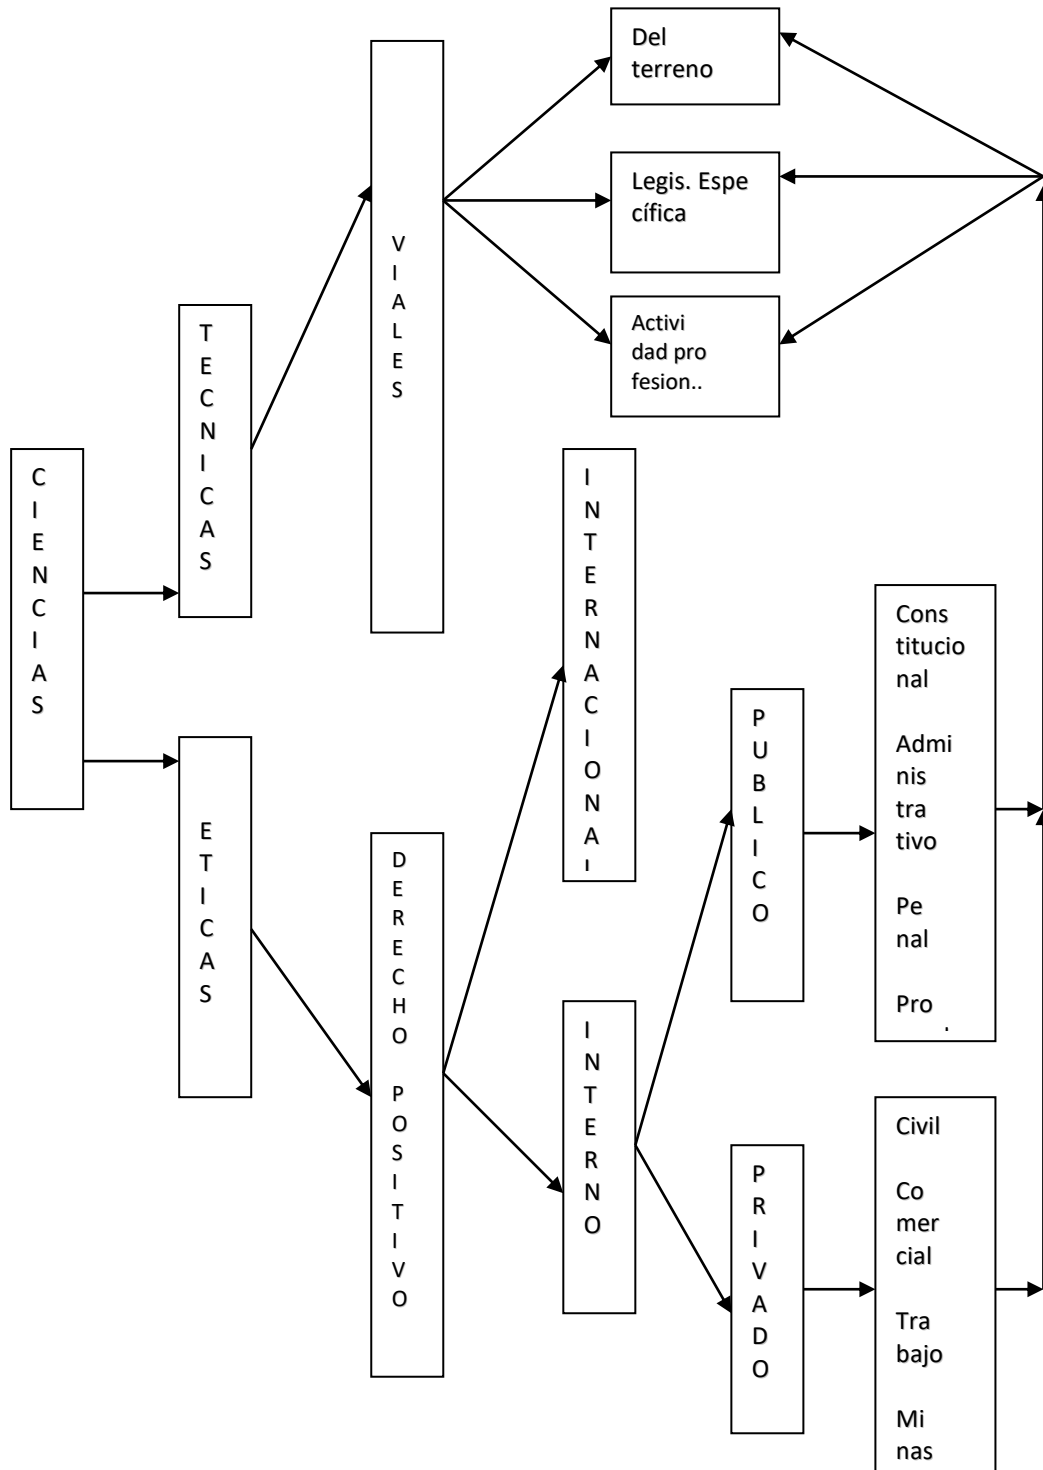 CIENCIAS
TECNICAS
ETICAS
VIALES
DERECHO POSITIVO
Del
terreno
Legis. Espe
cífica
Activi
dad pro
fesion..
INTERNACIONAL
INTERNO
PUBLICO
PRIVADO
Cons
titucio
nal
Admi
nis
tra
tivo
Pe
nal
Pro
Civil
Co
mer
cial
Tra
bajo
Mi
nas